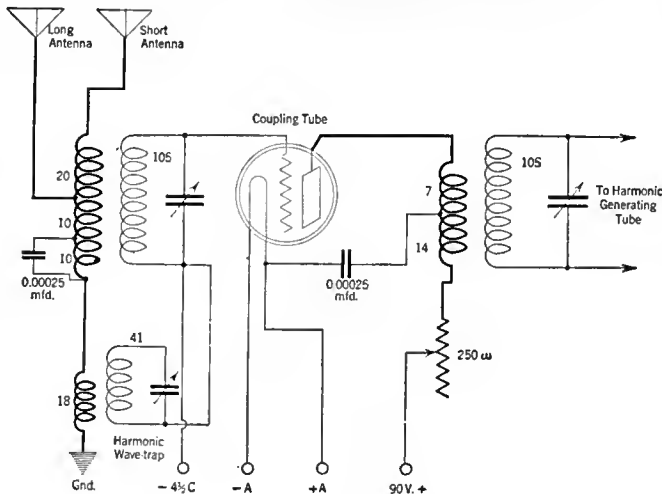 Long
Antenna
Short
Antenna
Coupling Tube
20
105
10
10
0.00025
mfd.
7
14
105
To Harmonic
Generating
Tube
0.00025
mfd.
41
18
250 ω
Harmonic
Wave-trap
Gnd.
– 4½ C
– A
+A
90 V. +